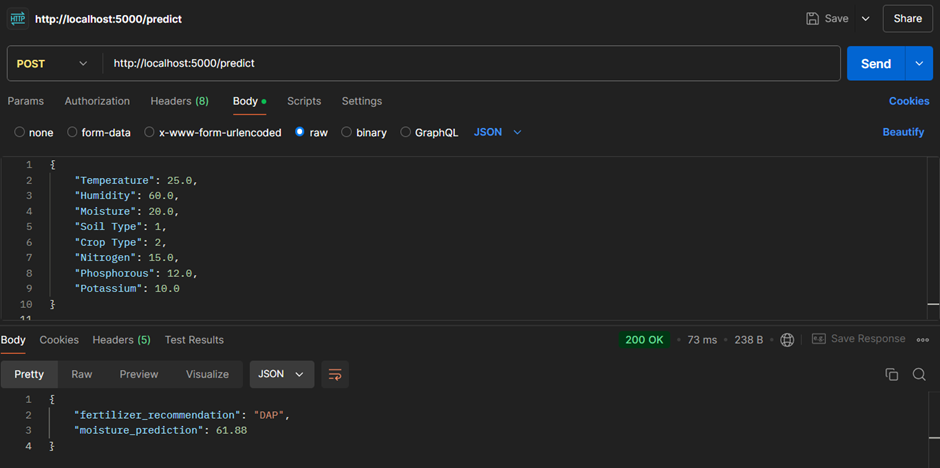 HTTP http://localhost:5000/predict Save Share
POST http://localhost:5000/predict Send
Params Authorization Headers (8) Body Scripts Settings Cookies
none form-data x-www-form-urlencoded raw binary GraphQL JSON Beautify
1 {
2 "Temperature": 25.0,
3 "Humidity": 60.0,
4 "Moisture": 20.0,
5 "Soil Type": 1,
6 "Crop Type": 2,
7 "Nitrogen": 15.0,
8 "Phosphorous": 12.0,
9 "Potassium": 10.0
10 }
11
Body Cookies Headers (5) Test Results 200 OK • 73 ms • 238 B • Save Response
Pretty Raw Preview Visualize JSON
1 {
2 "fertilizer_recommendation": "DAP",
3 "moisture_prediction": 61.88
4 }